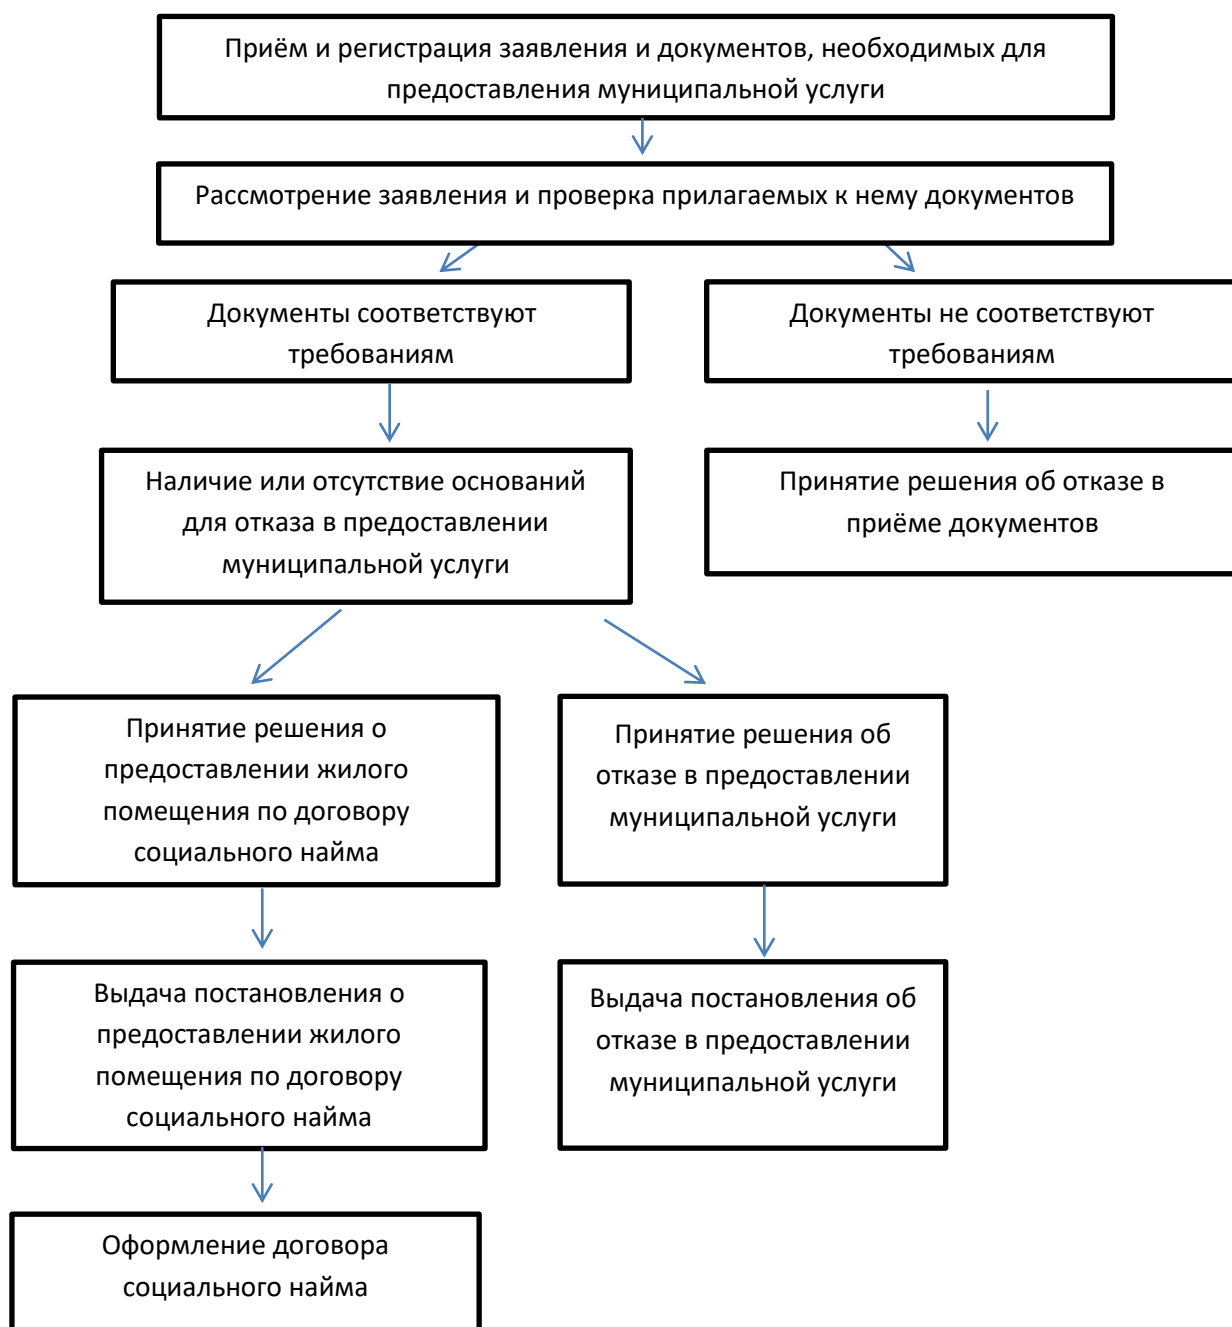 Приём и регистрация заявления и документов, необходимых для
предоставления муниципальной услуги
Рассмотрение заявления и проверка прилагаемых к нему документов
Документы соответствуют
требованиям
Документы не соответствуют
требованиям
Наличие или отсутствие оснований
для отказа в предоставлении
муниципальной услуги
Принятие решения об отказе в
приёме документов
Принятие решения о
предоставлении жилого
помещения по договору
социального найма
Принятие решения об
отказе в предоставлении
муниципальной услуги
Выдача постановления о
предоставлении жилого
помещения по договору
социального найма
Выдача постановления об
отказе в предоставлении
муниципальной услуги
Оформление договора
социального найма